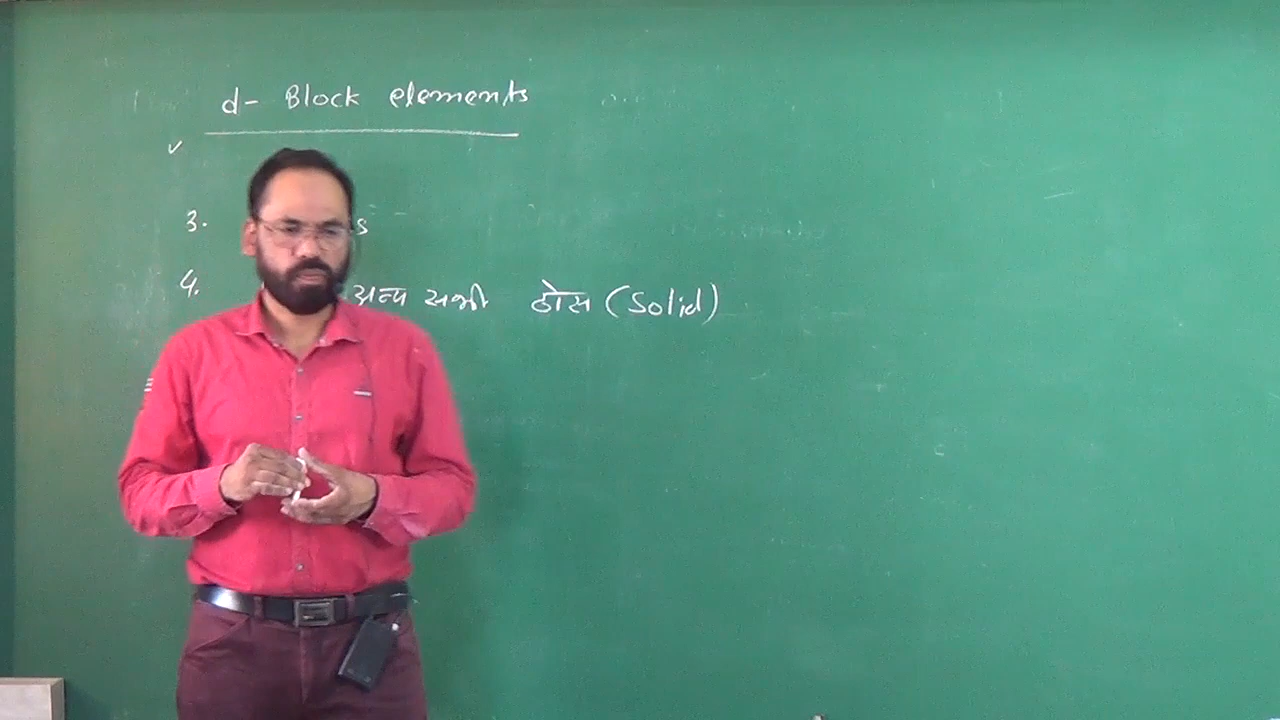 d- Block elements
✓
3. s
4. अन्य सभी ठोस (Solid)